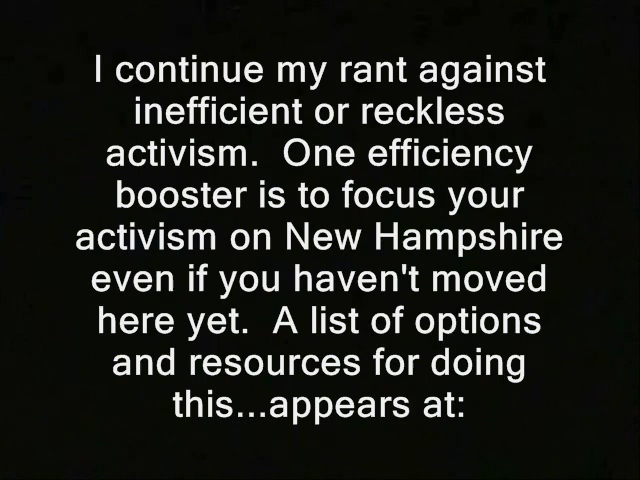 I continue my rant against
inefficient or reckless
activism.  One efficiency
booster is to focus your
activism on New Hampshire
even if you haven't moved
here yet.  A list of options
and resources for doing
this...appears at: